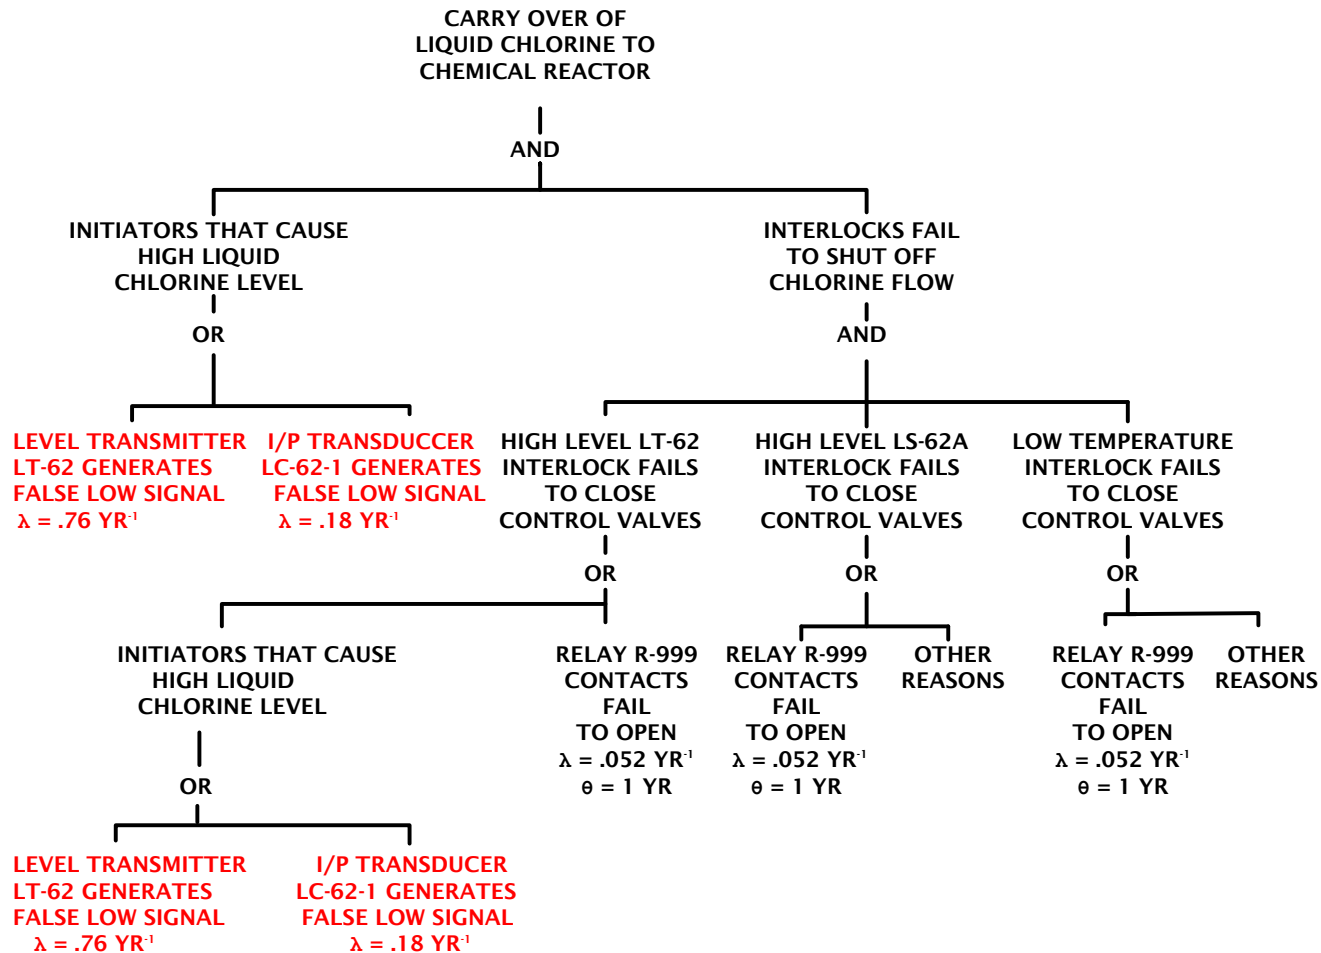 CARRY OVER OF
LIQUID CHLORINE TO
CHEMICAL REACTOR
AND
INITIATORS THAT CAUSE
HIGH LIQUID
CHLORINE LEVEL
INTERLOCKS FAIL
TO SHUT OFF
CHLORINE FLOW
OR
AND
LEVEL TRANSMITTER
LT-62 GENERATES
FALSE LOW SIGNAL
λ = .76 YR⁻¹
I/P TRANSDUCCER
LC-62-1 GENERATES
FALSE LOW SIGNAL
λ = .18 YR⁻¹
HIGH LEVEL LT-62
INTERLOCK FAILS
TO CLOSE
CONTROL VALVES
HIGH LEVEL LS-62A
INTERLOCK FAILS
TO CLOSE
CONTROL VALVES
LOW TEMPERATURE
INTERLOCK FAILS
TO CLOSE
CONTROL VALVES
OR
OR
OR
INITIATORS THAT CAUSE
HIGH LIQUID
CHLORINE LEVEL
RELAY R-999
CONTACTS
FAIL
TO OPEN
λ = .052 YR⁻¹
θ = 1 YR
RELAY R-999
CONTACTS
FAIL
TO OPEN
λ = .052 YR⁻¹
θ = 1 YR
OTHER
REASONS
RELAY R-999
CONTACTS
FAIL
TO OPEN
λ = .052 YR⁻¹
θ = 1 YR
OTHER
REASONS
OR
LEVEL TRANSMITTER
LT-62 GENERATES
FALSE LOW SIGNAL
λ = .76 YR⁻¹
I/P TRANSDUCER
LC-62-1 GENERATES
FALSE LOW SIGNAL
λ = .18 YR⁻¹